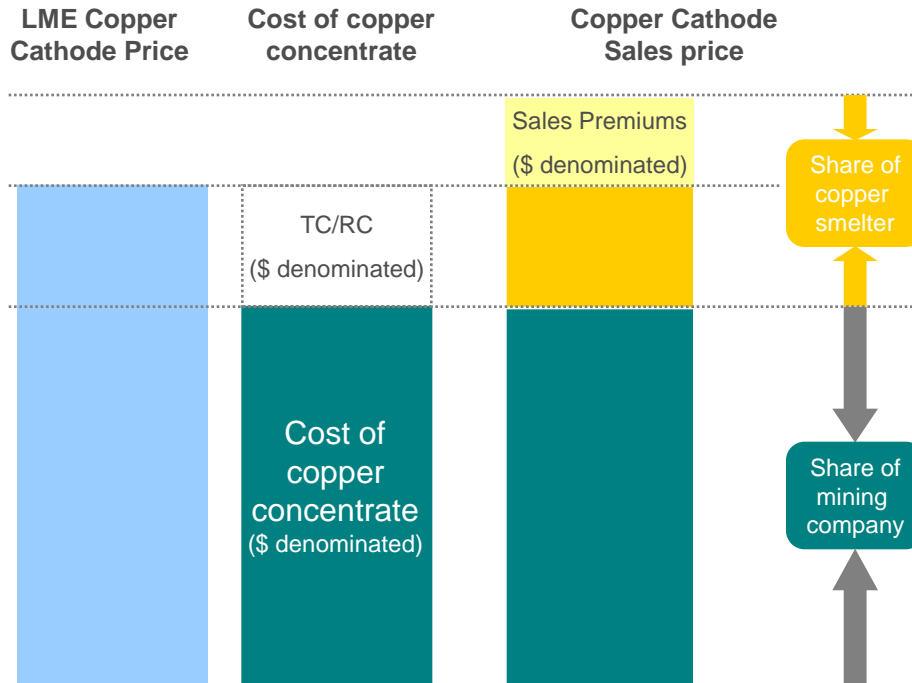 LME Copper
Cathode Price
Cost of copper
concentrate
Copper Cathode
Sales price
Sales Premiums
($ denominated)
TC/RC
($ denominated)
Share of
copper
smelter
Cost of
copper
concentrate
($ denominated)
Share of
mining
company